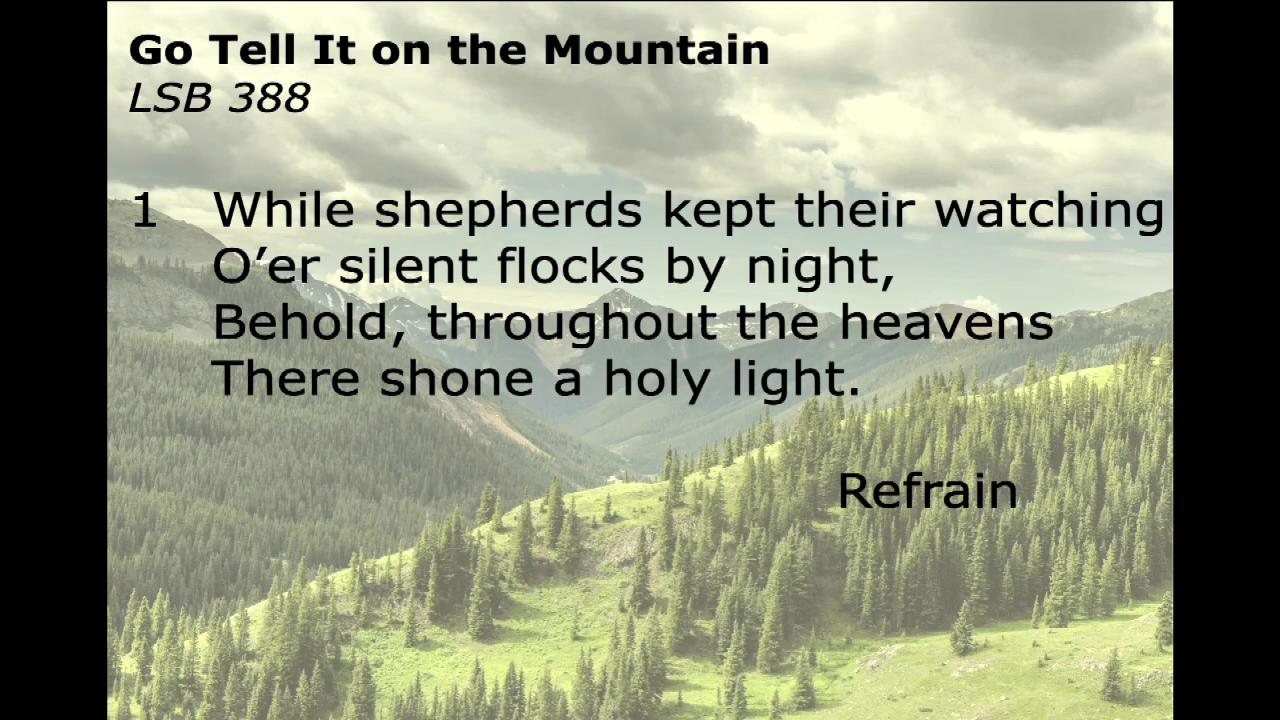 Go Tell It on the Mountain
LSB 388
1 While shepherds kept their watching
O’er silent flocks by night,
Behold, throughout the heavens
There shone a holy light.
Refrain